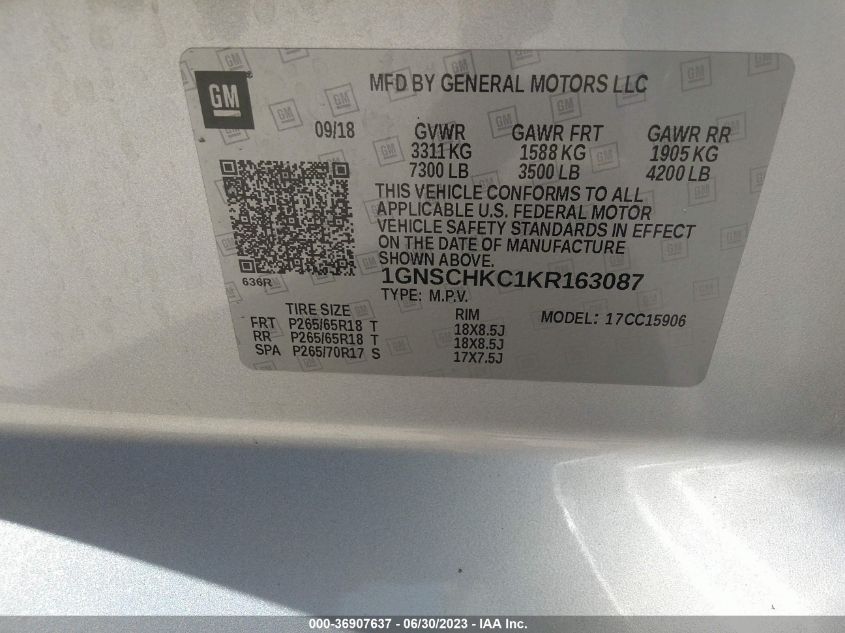 GM
MFD BY GENERAL MOTORS LLC
09/18 GVWR GAWR FRT GAWR RR
3311 KG 1588 KG 1905 KG
7300 LB 3500 LB 4200 LB
THIS VEHICLE CONFORMS TO ALL
APPLICABLE U.S. FEDERAL MOTOR
VEHICLE SAFETY STANDARDS IN EFFECT
ON THE DATE OF MANUFACTURE
SHOWN ABOVE.
636R
1GNSCHKC1KR163087
TYPE: M.P.V.
TIRE SIZE RIM MODEL: 17CC15906
FRT P265/65R18 T 18X8.5J
RR P265/65R18 T 18X8.5J
SPA P265/70R17 S 17X7.5J
000-36907637 - 06/30/2023 - IAA Inc.